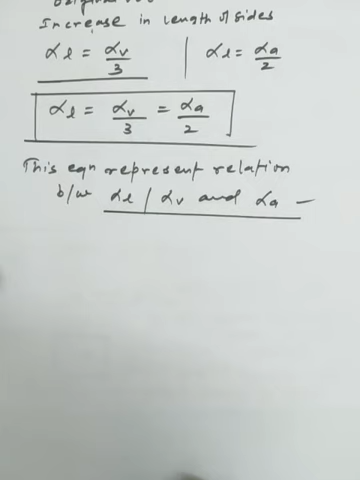 Increase in length of sides
αl = αv/3 | αl = αa/2
αl = αv/3 = αa/2
This eqn represent relation
b/w αl / αv and αa –